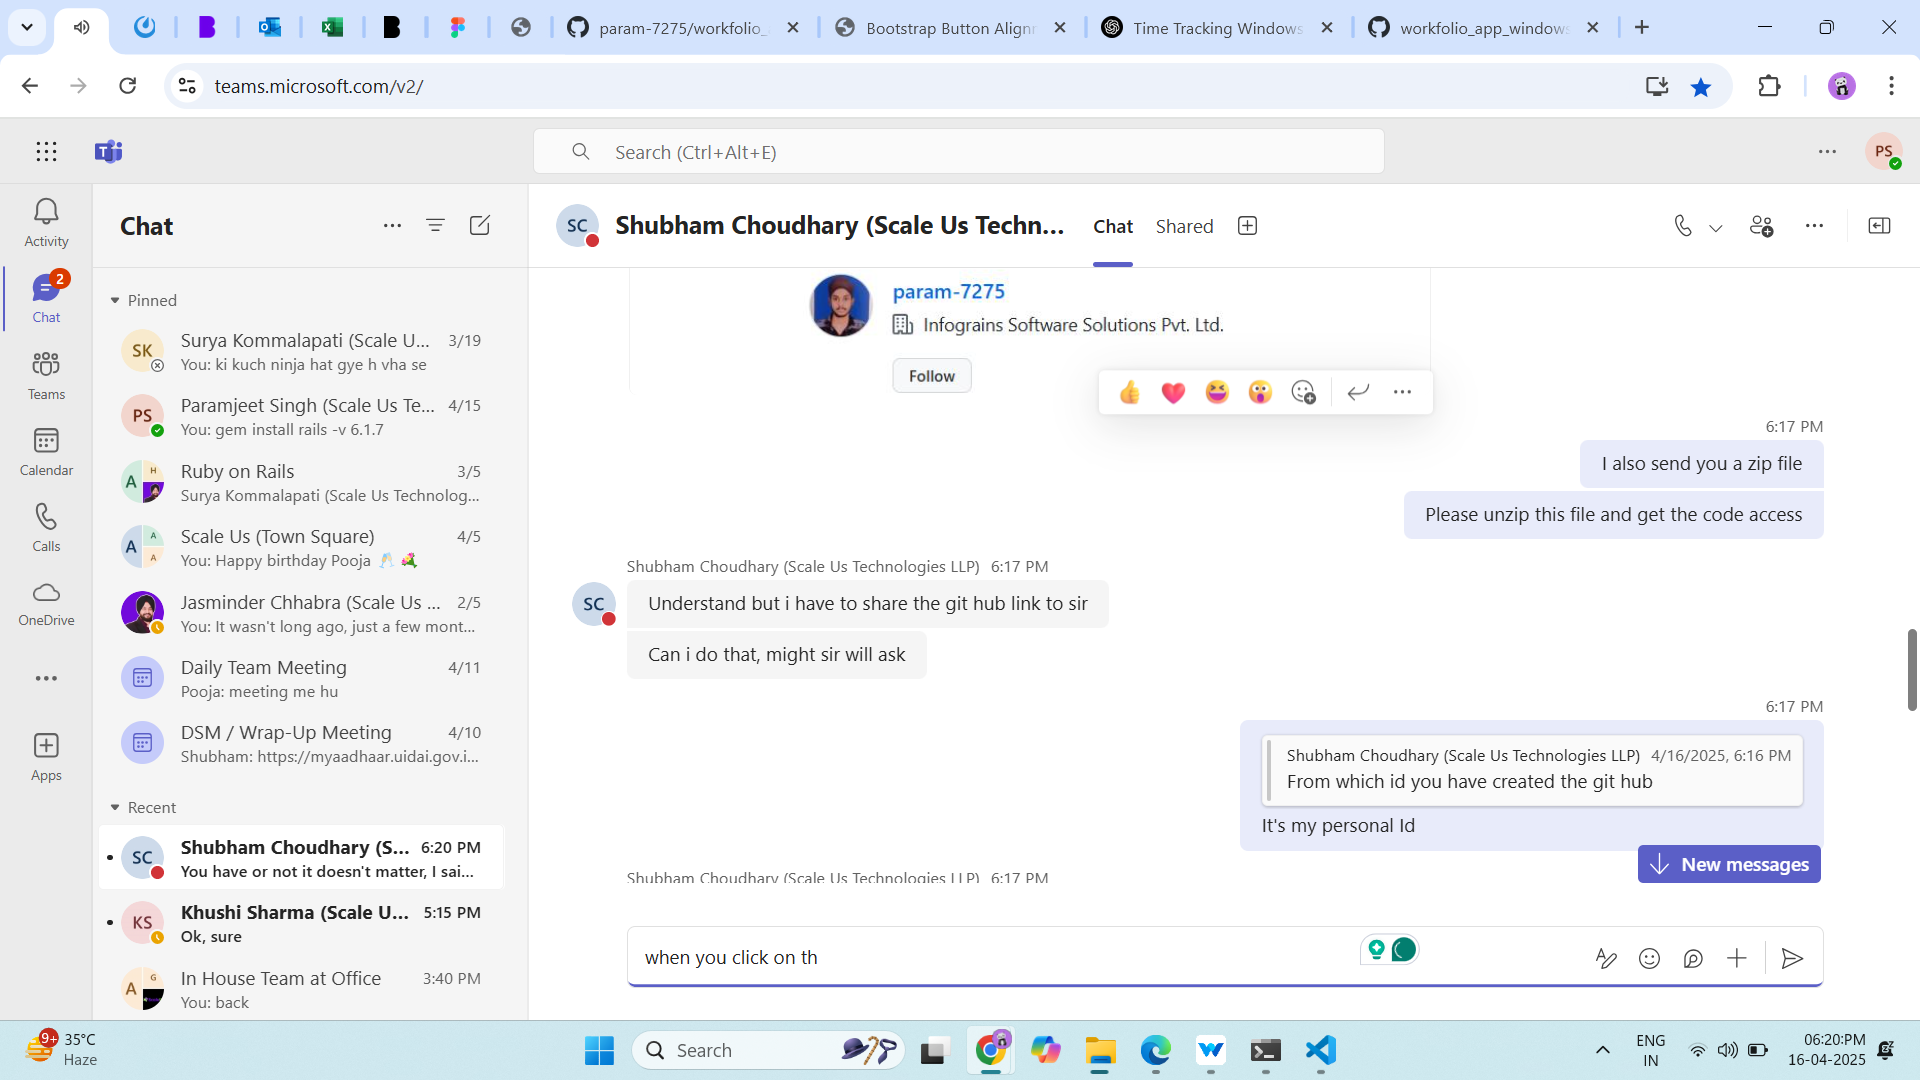 param-7275/workfolio_
Bootstrap Button Alignm
Time Tracking Windows
workfolio_app_windows
teams.microsoft.com/v2/
Search (Ctrl+Alt+E)
PS
Activity
2
Chat
Teams
Calendar
Calls
OneDrive
Apps
Chat
Pinned
SK
Surya Kommalapati (Scale U...
3/19
You: ki kuch ninja hat gye h vha se
PS
Paramjeet Singh (Scale Us Te...
4/15
You: gem install rails -v 6.1.7
A H
Ruby on Rails
3/5
Surya Kommalapati (Scale Us Technolog...
A A A
Scale Us (Town Square)
4/5
You: Happy birthday Pooja 🥂 💐
Jasminder Chhabra (Scale Us ...
2/5
You: It wasn't long ago, just a few mont...
Daily Team Meeting
4/11
Pooja: meeting me hu
DSM / Wrap-Up Meeting
4/10
Shubham: https://myaadhaar.uidai.gov.i...
Recent
SC
Shubham Choudhary (S...
6:20 PM
You have or not it doesn't matter, I sai...
KS
Khushi Sharma (Scale U...
5:15 PM
Ok, sure
A G
In House Team at Office
3:40 PM
You: back
SC
Shubham Choudhary (Scale Us Techn...
Chat
Shared
param-7275
Infograins Software Solutions Pvt. Ltd.
Follow
6:17 PM
I also send you a zip file
Please unzip this file and get the code access
Shubham Choudhary (Scale Us Technologies LLP) 6:17 PM
SC
Understand but i have to share the git hub link to sir
Can i do that, might sir will ask
6:17 PM
Shubham Choudhary (Scale Us Technologies LLP) 4/16/2025, 6:16 PM
From which id you have created the git hub
It's my personal Id
New messages
Shubham Choudhary (Scale Us Technologies LLP) 6:17 PM
when you click on th
9+
35°C
Haze
Search
ENG
IN
06:20:PM
16-04-2025